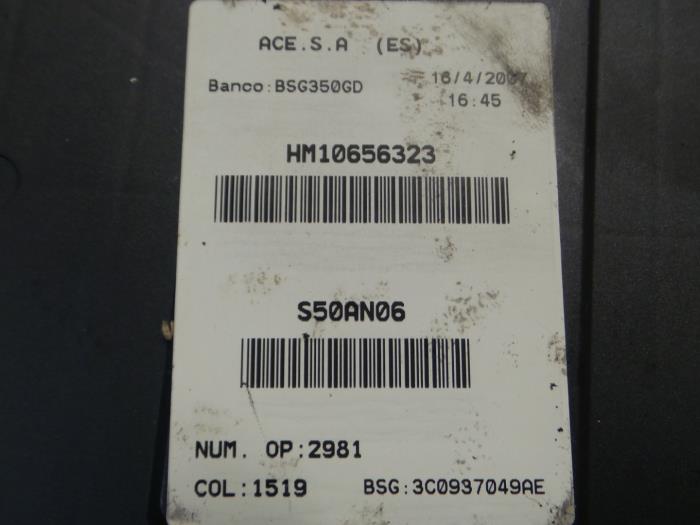 ACE.S.A (ES)
Banco:BSG350GD 16/4/2007
16:45
HM10656323
S50AN06
NUM. OP:2981
COL:1519 BSG:3C0937049AE